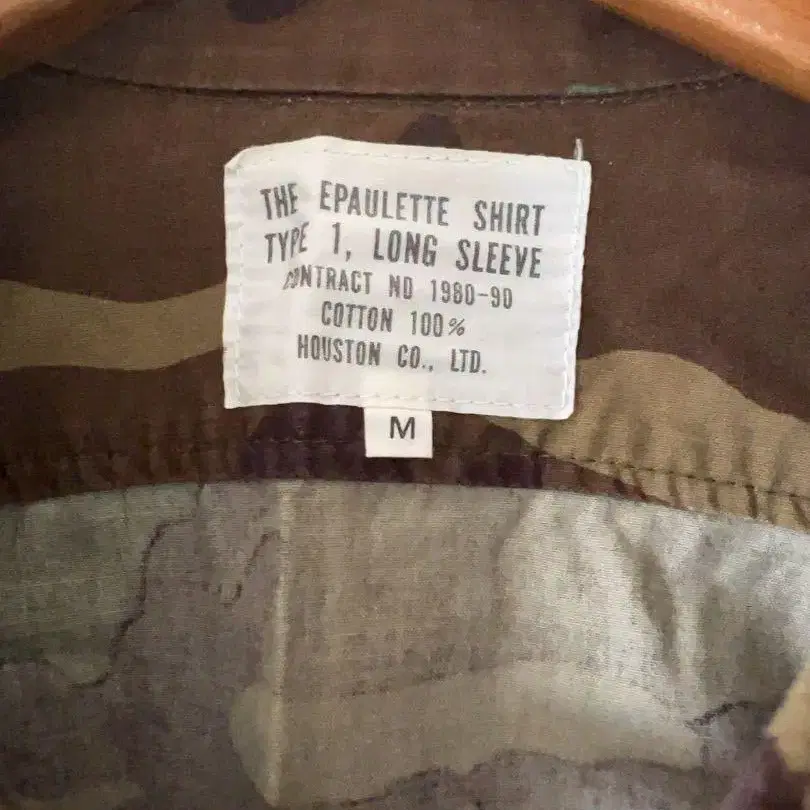 THE EPAULETTE SHIRT
TYPE 1, LONG SLEEVE
CONTRACT NO 1980-90
COTTON 100%
HOUSTON CO., LTD.
M